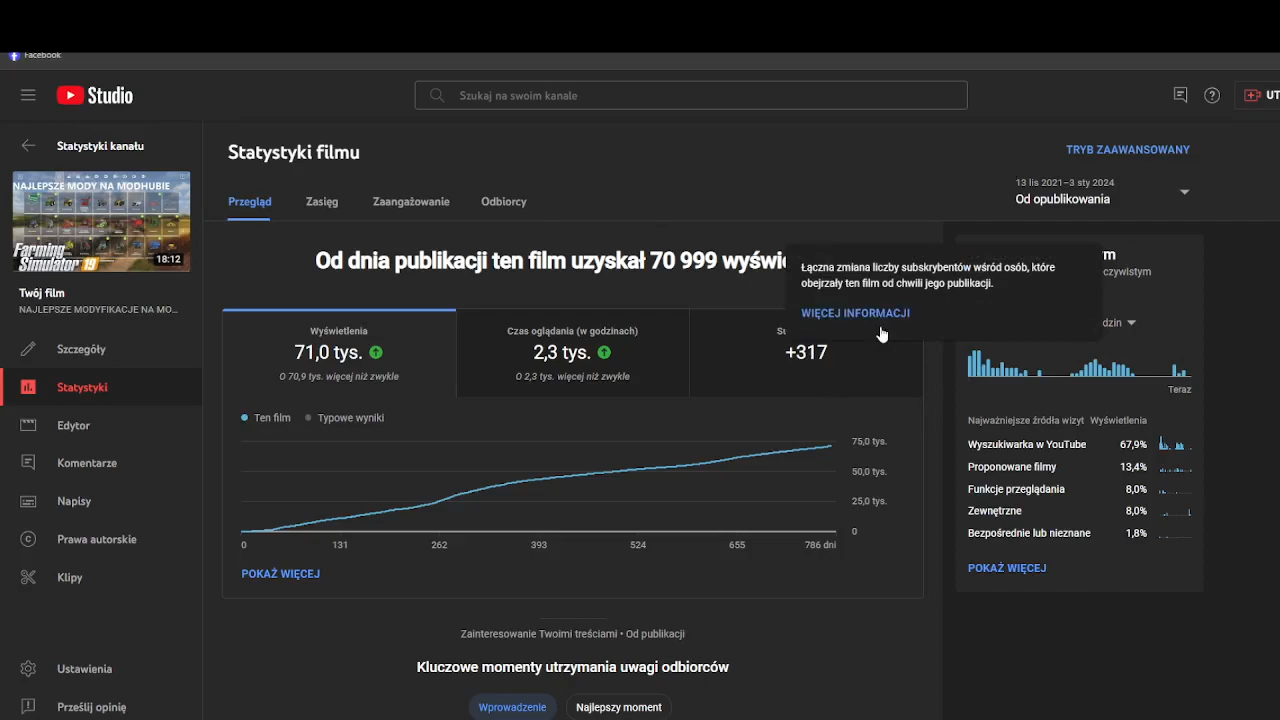 Facebook
Studio
Szukaj na swoim kanale
UT
Statystyki kanału
NAJLEPSZE MODY NA MODHUBIE
Farming
Simulator 19
18:12
Twój film
NAJLEPSZE MODYFIKACJE NA MO...
Szczegóły
Statystyki
Edytor
Komentarze
Napisy
Prawa autorskie
Klipy
Ustawienia
Prześlij opinię
Statystyki filmu
TRYB ZAAWANSOWANY
Przegląd
Zasięg
Zaangażowanie
Odbiorcy
13 lis 2021–3 sty 2024
Od opublikowania
Od dnia publikacji ten film uzyskał 70 999 wyświe
Łączna zmiana liczby subskrybentów wśród osób, które
obejrzały ten film od chwili jego publikacji.
WIĘCEJ INFORMACJI
Wyświetlenia
71,0 tys.
O 70,9 tys. więcej niż zwykle
Czas oglądania (w godzinach)
2,3 tys.
O 2,3 tys. więcej niż zwykle
Su
+317
Ten film
Typowe wyniki
75,0 tys.
50,0 tys.
25,0 tys.
0
0 131 262 393 524 655 786 dni
POKAŻ WIĘCEJ
Zainteresowanie Twoimi treściami • Od publikacji
Kluczowe momenty utrzymania uwagi odbiorców
Wprowadzenie
Najlepszy moment
m
czywistym
dzin
Teraz
Najważniejsze źródła wizyt Wyświetlenia
Wyszukiwarka w YouTube 67,9%
Proponowane filmy 13,4%
Funkcje przeglądania 8,0%
Zewnętrzne 8,0%
Bezpośrednie lub nieznane 1,8%
POKAŻ WIĘCEJ